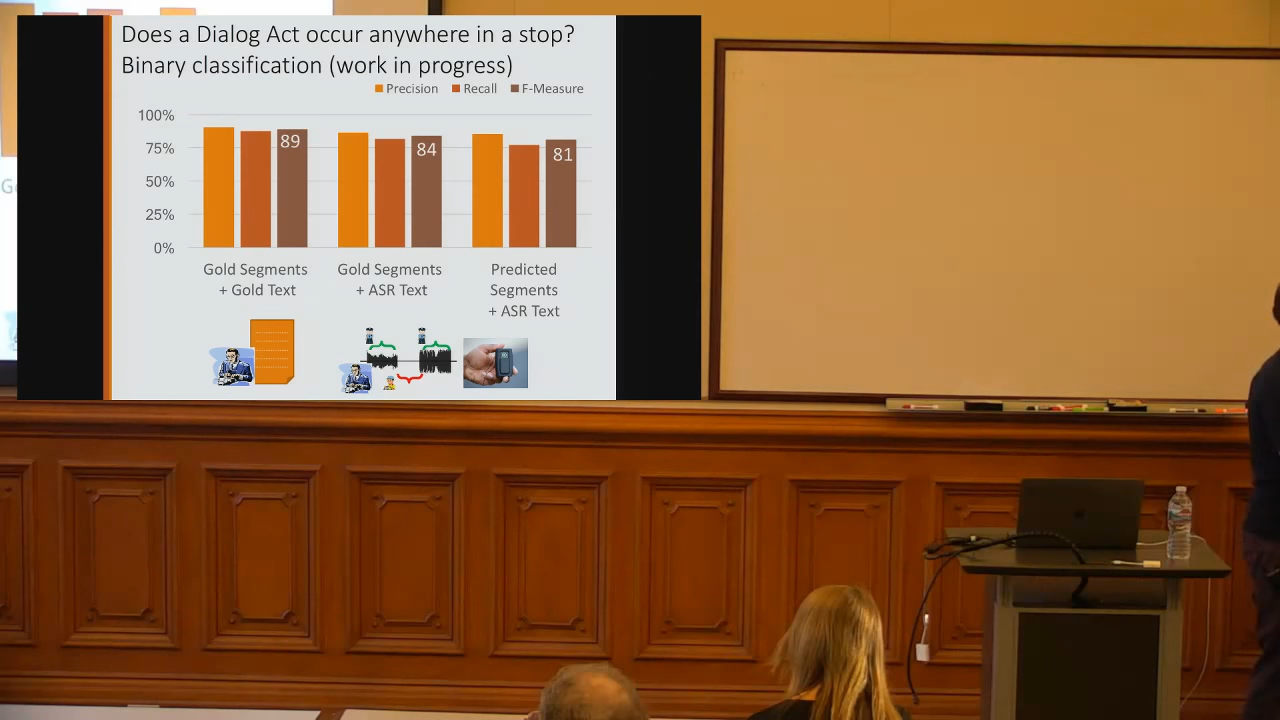 Does a Dialog Act occur anywhere in a stop?
Binary classification (work in progress)
Precision Recall F-Measure
100%
75%
50%
25%
0%
89
84
81
Gold Segments
+ Gold Text
Gold Segments
+ ASR Text
Predicted
Segments
+ ASR Text